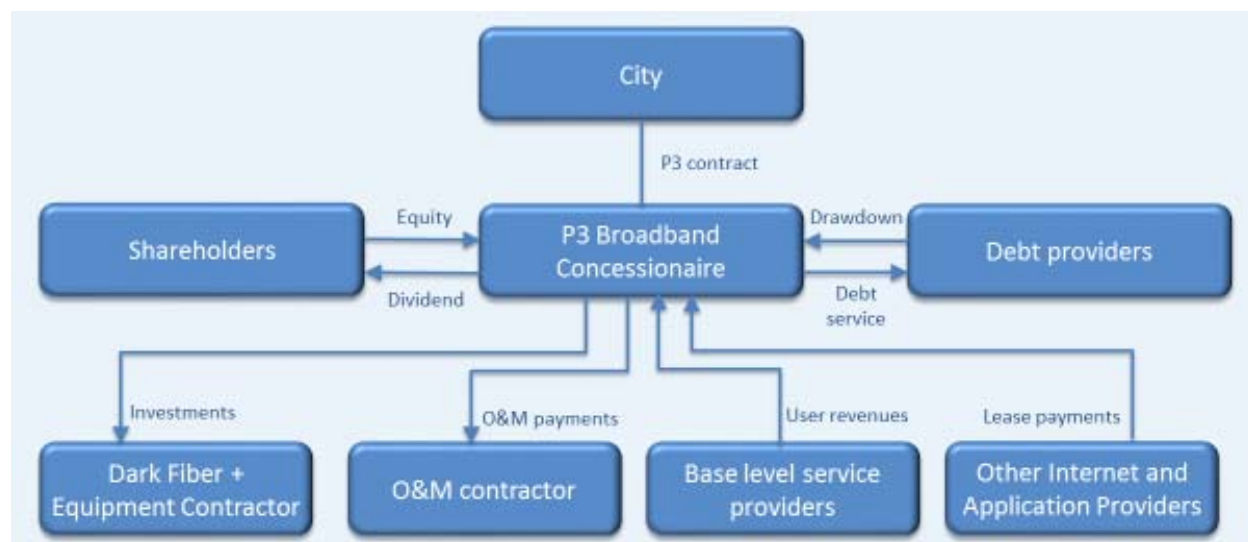 City
P3 contract
Equity
Drawdown
Shareholders
P3 Broadband
Concessionaire
Debt providers
Dividend
Debt
service
Investments
O&M payments
User revenues
Lease payments
Dark Fiber +
Equipment Contractor
O&M contractor
Base level service
providers
Other Internet and
Application Providers